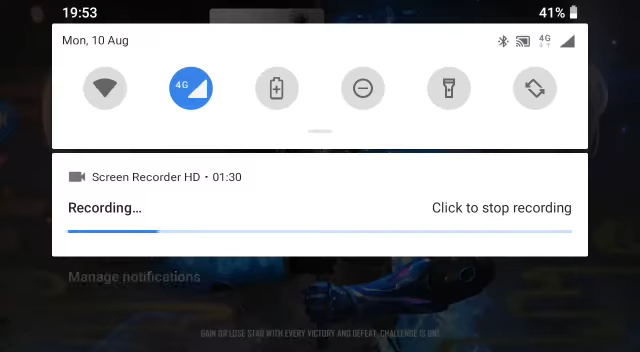 19:53
41%
Mon, 10 Aug
4G
4G
Screen Recorder HD • 01:30
Recording...
Click to stop recording
Manage notifications
GAIN OR LOSE STAR WITH EVERY VICTORY AND DEFEAT, CHALLENGE IS ON!